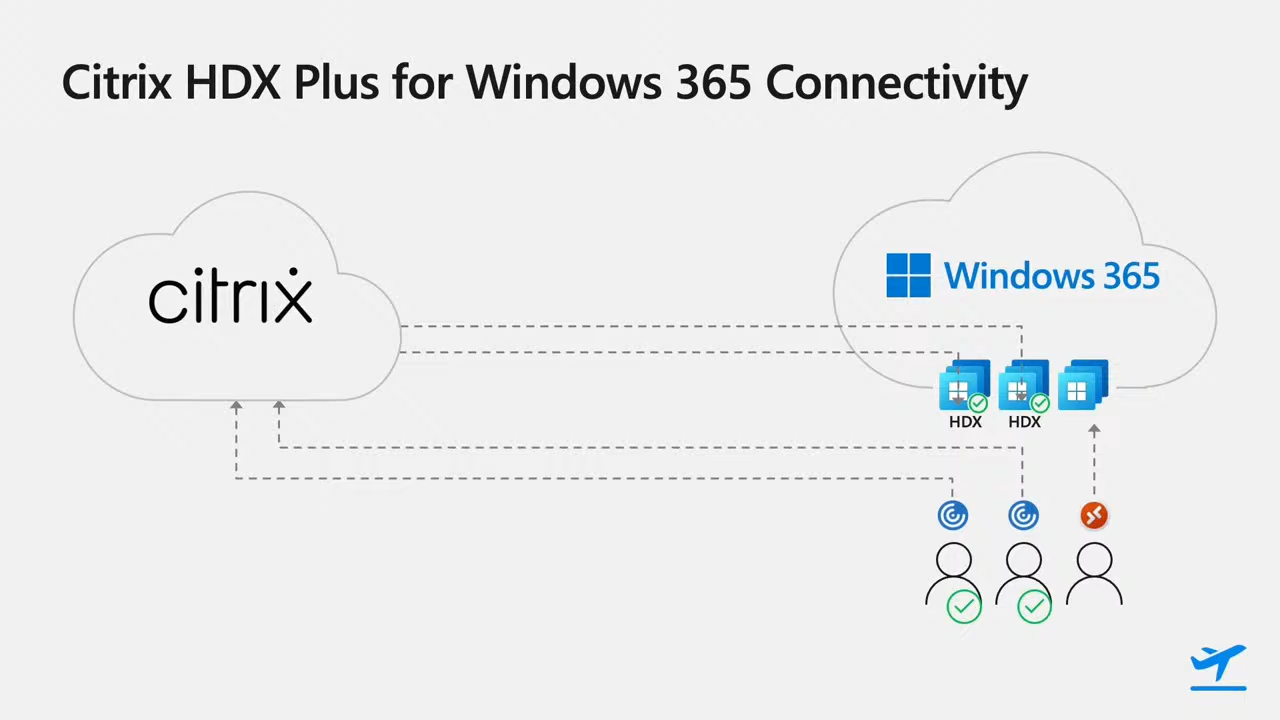 Citrix HDX Plus for Windows 365 Connectivity
citrix
Windows 365
HDX
HDX